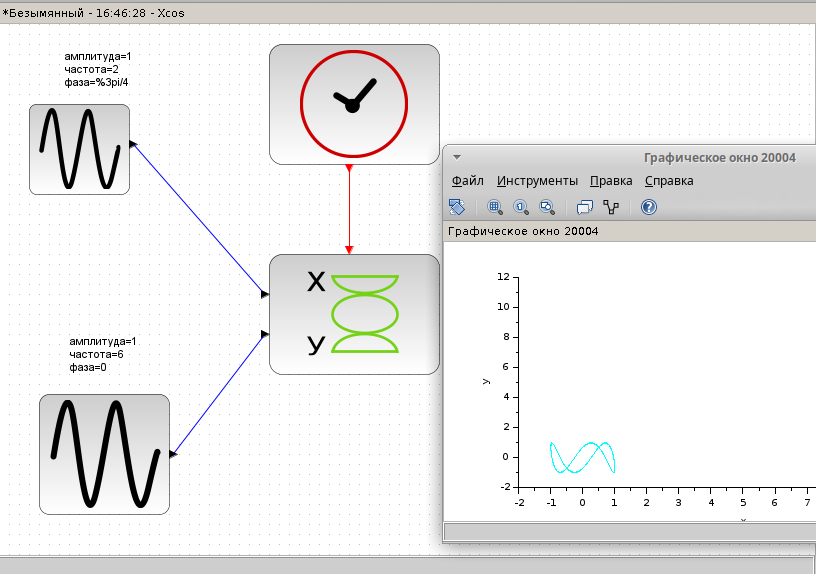 *Безымянный - 16:46:28 - Xcos
амплитуда=1
частота=2
фаза=%3pi/4
X
У
амплитуда=1
частота=6
фаза=0
Графическое окно 20004
Файл Инструменты Правка Справка
Графическое окно 20004
12
10
8
6
4
2
0
-2
y
-2 -1 0 1 2 3 4 5 6 7